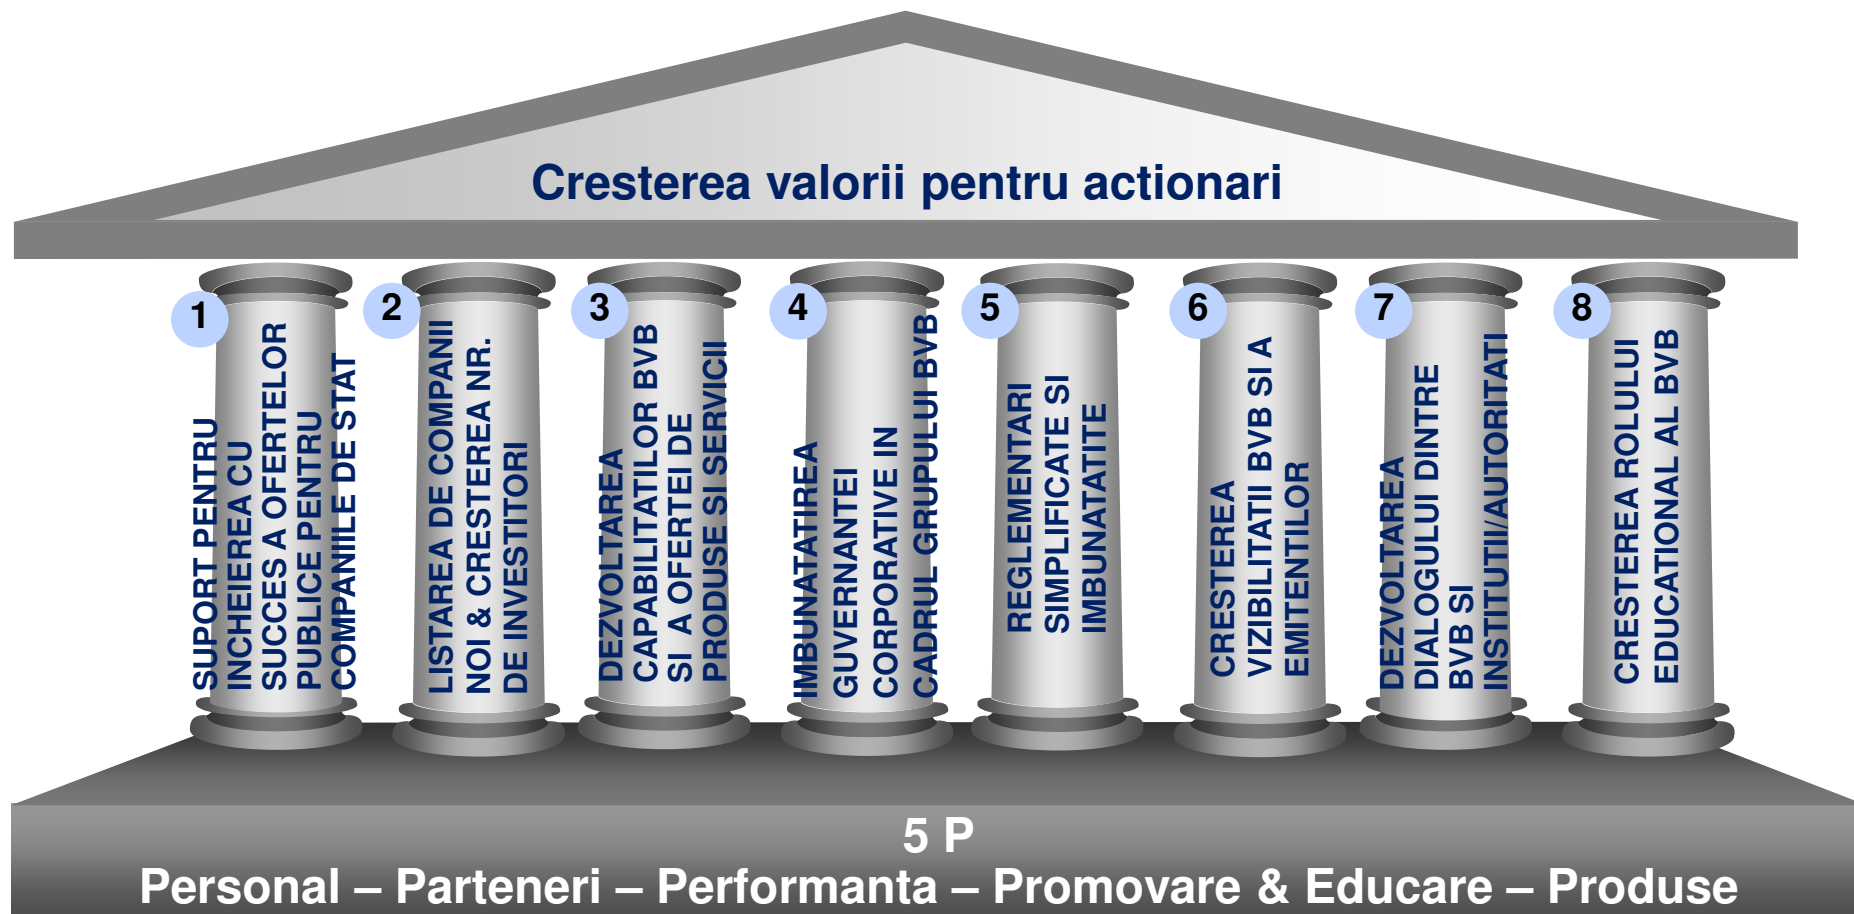 Cresterea valorii pentru actionari
1
SUPORT PENTRU
INCHEIEREA CU
SUCCES A OFERTELOR
PUBLICE PENTRU
COMPANIILE DE STAT
2
LISTAREA DE COMPANII
NOI & CRESTEREA NR.
DE INVESTITORI
3
DEZVOLTAREA
CAPABILITATILOR BVB
SI A OFERTEI DE
PRODUSE SI SERVICII
4
IMBUNATATIREA
GUVERNANTEI
CORPORATIVE IN
CADRUL GRUPULUI BVB
5
REGLEMENTARI
SIMPLIFICATE SI
IMBUNATATITE
6
CRESTEREA
VIZIBILITATII BVB SI A
EMITENTILOR
7
DEZVOLTAREA
DIALOGULUI DINTRE
BVB SI
INSTITUTII/AUTORITATI
8
CRESTEREA ROLULUI
EDUCATIONAL AL BVB
5 P
Personal – Parteneri – Performanta – Promovare & Educare – Produse